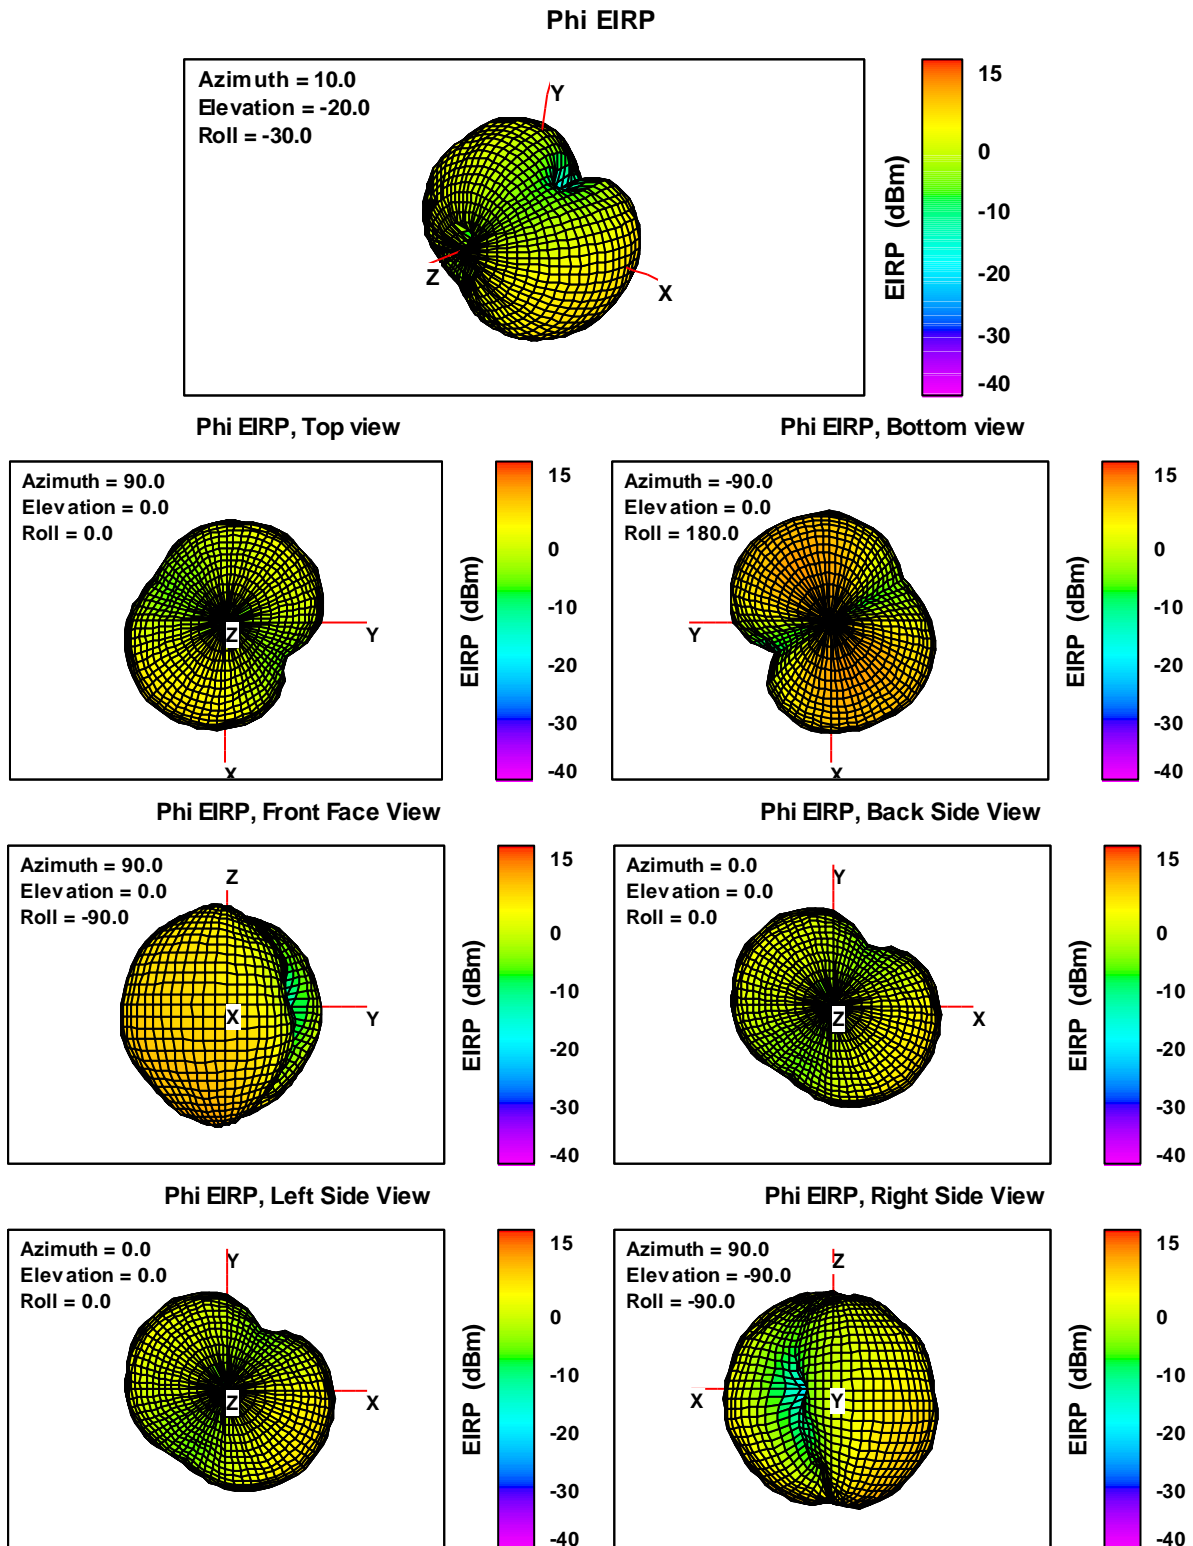 Phi EIRP
Azimuth = 10.0
Elevation = -20.0
Roll = -30.0
Y
Z
X
EIRP (dBm)
15
0
-10
-20
-30
-40
Phi EIRP, Top view
Azimuth = 90.0
Elevation = 0.0
Roll = 0.0
Z
Y
X
EIRP (dBm)
15
0
-10
-20
-30
-40
Phi EIRP, Bottom view
Azimuth = -90.0
Elevation = 0.0
Roll = 180.0
Y
X
EIRP (dBm)
15
0
-10
-20
-30
-40
Phi EIRP, Front Face View
Azimuth = 90.0
Elevation = 0.0
Roll = -90.0
Z
X
Y
EIRP (dBm)
15
0
-10
-20
-30
-40
Phi EIRP, Back Side View
Azimuth = 0.0
Elevation = 0.0
Roll = 0.0
Y
Z
X
EIRP (dBm)
15
0
-10
-20
-30
-40
Phi EIRP, Left Side View
Azimuth = 0.0
Elevation = 0.0
Roll = 0.0
Y
Z
X
EIRP (dBm)
15
0
-10
-20
-30
-40
Phi EIRP, Right Side View
Azimuth = 90.0
Elevation = -90.0
Roll = -90.0
Z
X
Y
EIRP (dBm)
15
0
-10
-20
-30
-40